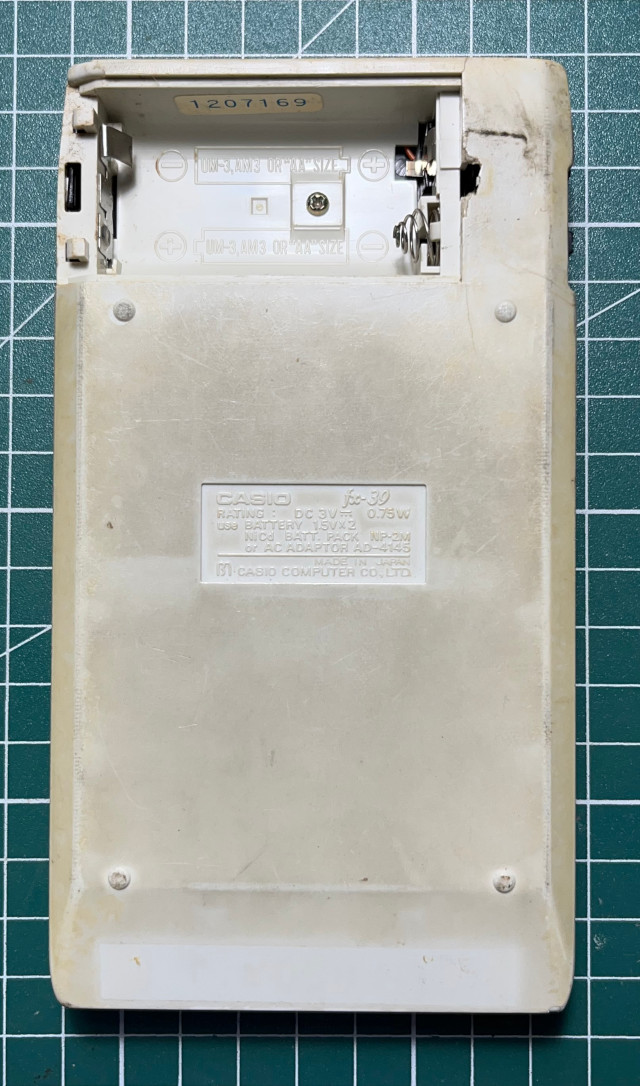 1207169
UM-3, AM3 OR "AA" SIZE
UM-3, AM3 OR "AA" SIZE
CASIO fx-39
RATING : DC 3V⎓ 0.75W
USE BATTERY 1.5V×2
NiCd BATT. PACK NP-2M
or AC ADAPTOR AD-4145
MADE IN JAPAN
CASIO COMPUTER CO., LTD.